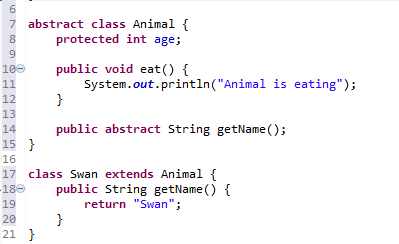 6
7 abstract class Animal {
8     protected int age;
9
10     public void eat() {
11         System.out.println("Animal is eating");
12     }
13
14     public abstract String getName();
15 }
16
17 class Swan extends Animal {
18     public String getName() {
19         return "Swan";
20     }
21 }